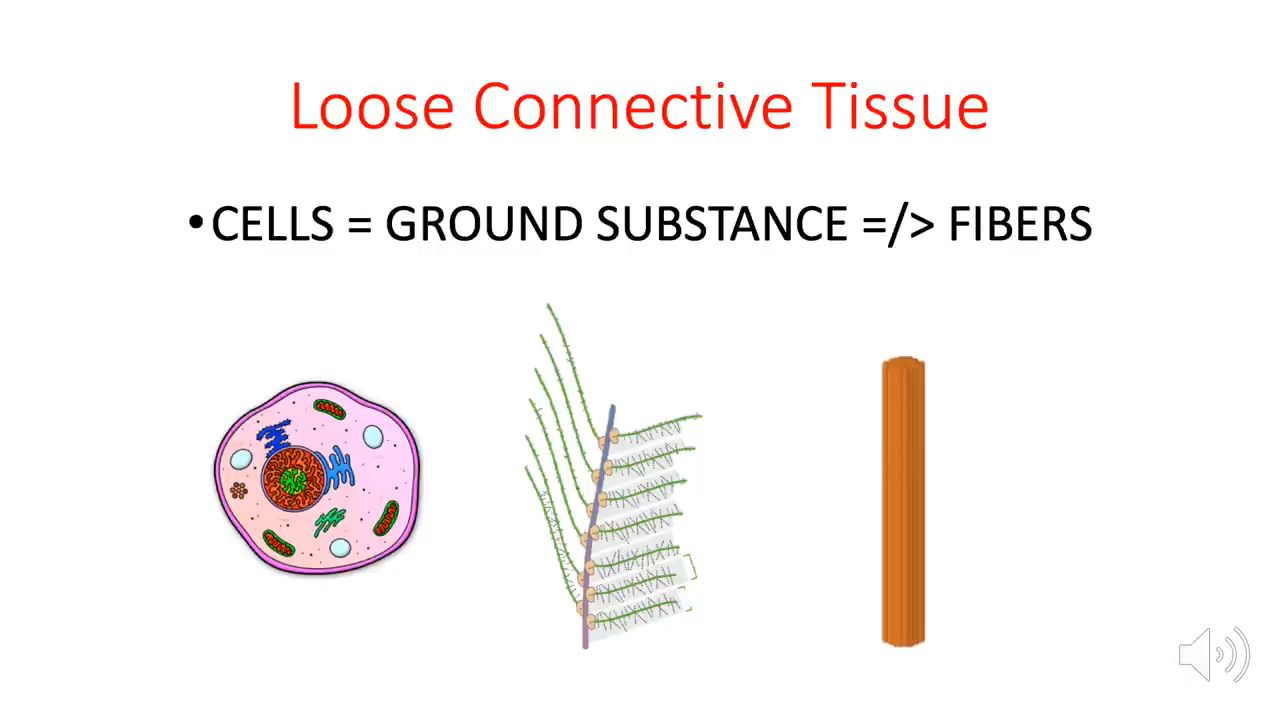 Loose Connective Tissue
•CELLS = GROUND SUBSTANCE =/> FIBERS